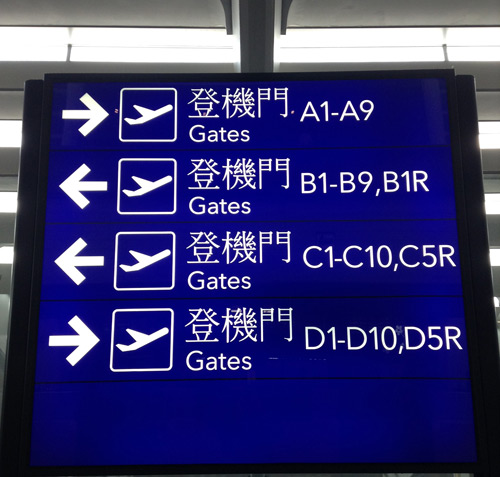 登機門 A1-A9
Gates
登機門 B1-B9,B1R
Gates
登機門 C1-C10,C5R
Gates
登機門 D1-D10,D5R
Gates